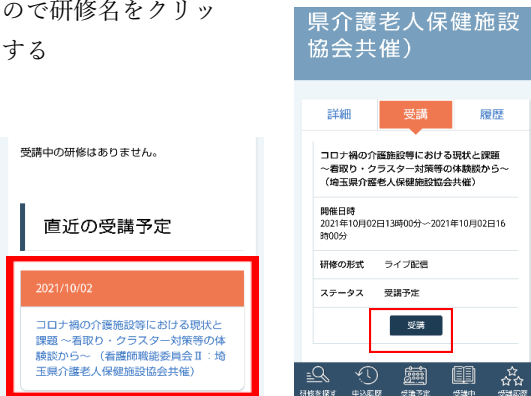 ので研修名をクリッ
する
受講中の研修はありません。
直近の受講予定
2021/10/02
コロナ禍の介護施設等における現状と
課題 ～看取り・クラスター対策等の体
験談から～ （看護師職能委員会Ⅱ：埼
玉県介護老人保健施設協会共催）
県介護老人保健施設
協会共催）
詳細 受講 履歴
コロナ禍の介護施設等における現状と課題
～看取り・クラスター対策等の体験談から～
（埼玉県介護老人保健施設協会共催）
開催日時
2021年10月02日13時00分～2021年10月02日16
時00分
研修の形式 ライブ配信
ステータス 受講予定
受講
研修を探す 申込履歴 受講予定 受講中 受講履歴